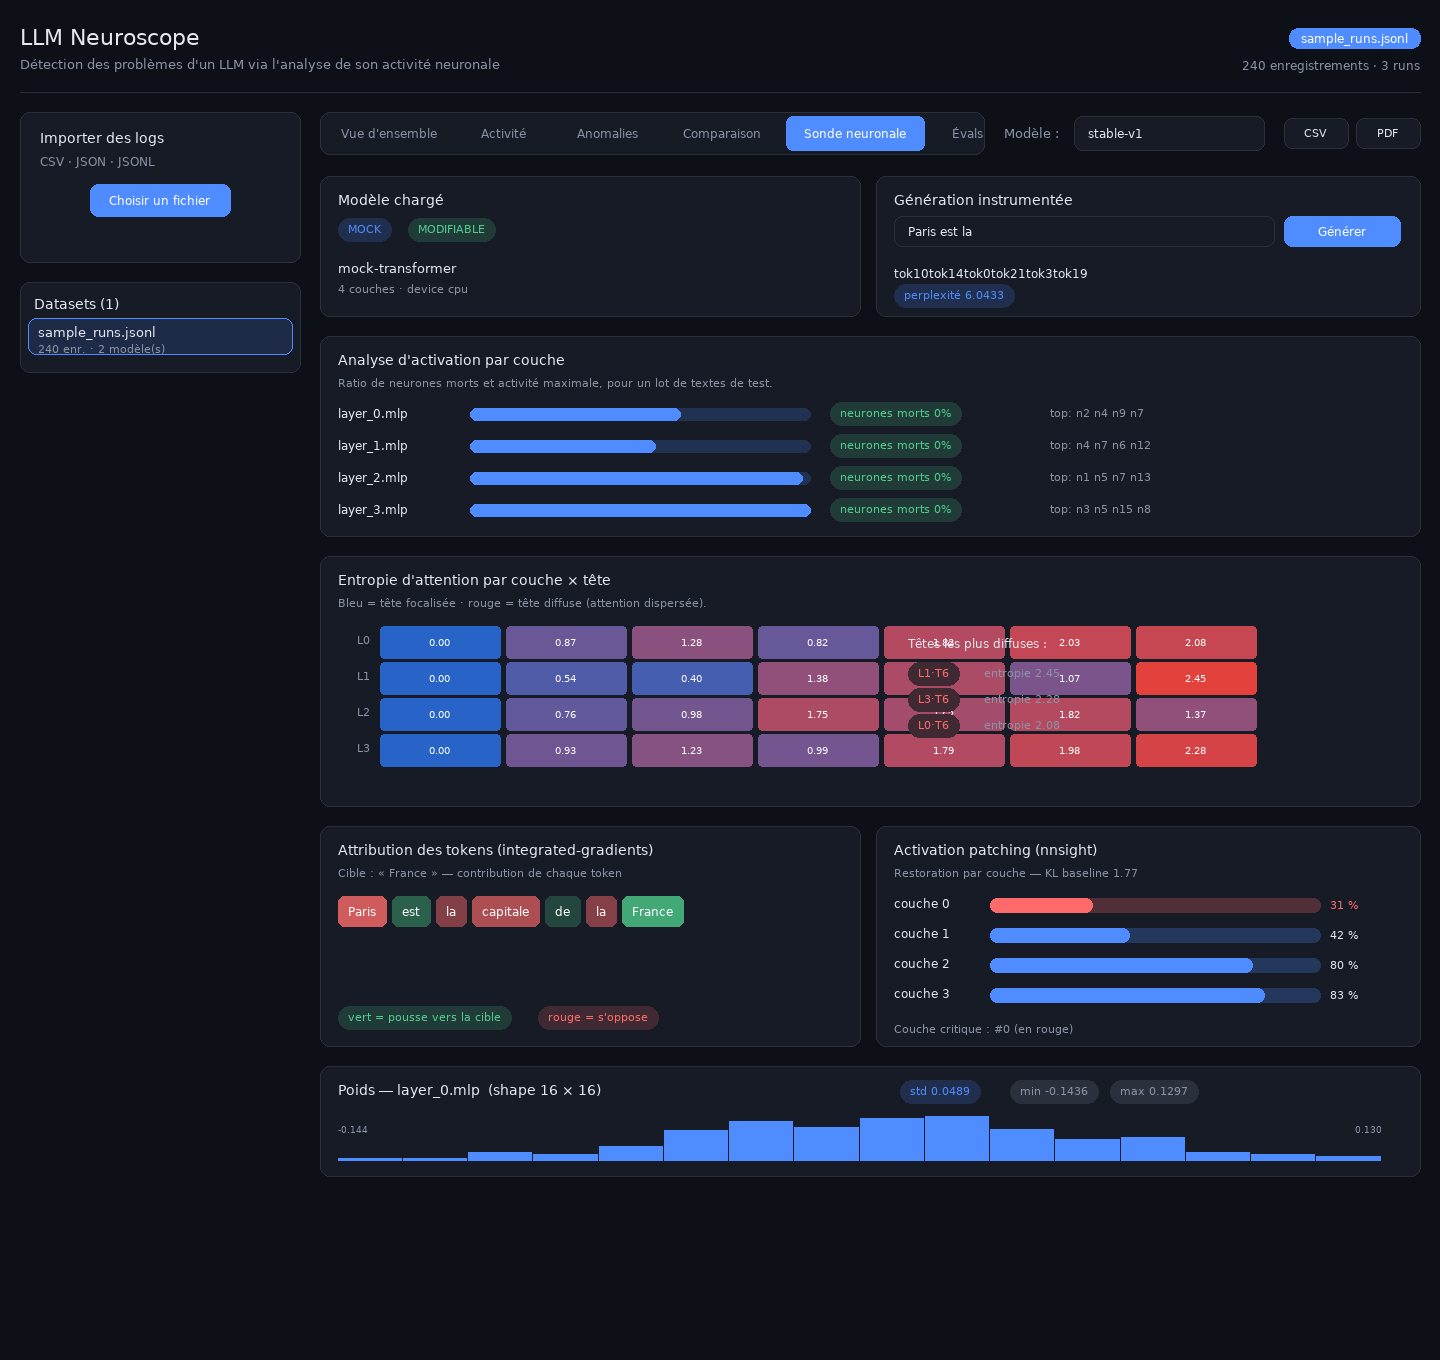 LLM Neuroscope
sample_runs.jsonl
Détection des problèmes d'un LLM via l'analyse de son activité neuronale
240 enregistrements · 3 runs
Importer des logs
CSV · JSON · JSONL
Choisir un fichier
Datasets (1)
sample_runs.jsonl
240 enr. · 2 modèle(s)
Vue d'ensemble Activité Anomalies Comparaison Sonde neuronale Évals Modèle : stable-v1 CSV PDF
Modèle chargé
MOCK MODIFIABLE
mock-transformer
4 couches · device cpu
Génération instrumentée
Paris est la Générer
tok10tok14tok0tok21tok3tok19
perplexité 6.0433
Analyse d'activation par couche
Ratio de neurones morts et activité maximale, pour un lot de textes de test.
layer_0.mlp neurones morts 0% top: n2 n4 n9 n7
layer_1.mlp neurones morts 0% top: n4 n7 n6 n12
layer_2.mlp neurones morts 0% top: n1 n5 n7 n13
layer_3.mlp neurones morts 0% top: n3 n5 n15 n8
Entropie d'attention par couche × tête
Bleu = tête focalisée · rouge = tête diffuse (attention dispersée).
L0 0.00 0.87 1.28 0.82 2.03 2.08
L1 0.00 0.54 0.40 1.38 1.07 2.45
L2 0.00 0.76 0.98 1.75 1.82 1.37
L3 0.00 0.93 1.23 0.99 1.79 1.98 2.28
Têtes les plus diffuses :
L1·T6 entropie 2.45
L3·T6 entropie 2.28
L0·T6 entropie 2.08
Attribution des tokens (integrated-gradients)
Cible : « France » — contribution de chaque token
Paris est la capitale de la France
vert = pousse vers la cible rouge = s'oppose
Activation patching (nnsight)
Restoration par couche — KL baseline 1.77
couche 0 31 %
couche 1 42 %
couche 2 80 %
couche 3 83 %
Couche critique : #0 (en rouge)
Poids — layer_0.mlp (shape 16 × 16) std 0.0489 min -0.1436 max 0.1297
-0.144 0.130